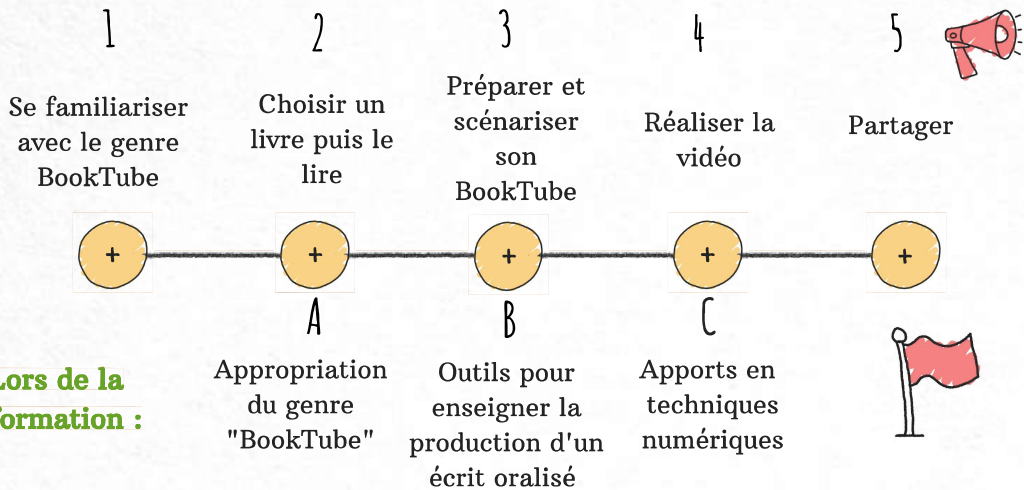 1
Se familiariser
avec le genre
BookTube
2
Choisir un
livre puis le
lire
3
Préparer et
scénariser
son
BookTube
4
Réaliser la
vidéo
5
Partager
+
+
+
+
+
Lors de la
formation :
A
Appropriation
du genre
"BookTube"
B
Outils pour
enseigner la
production d'un
écrit oralisé
C
Apports en
techniques
numériques